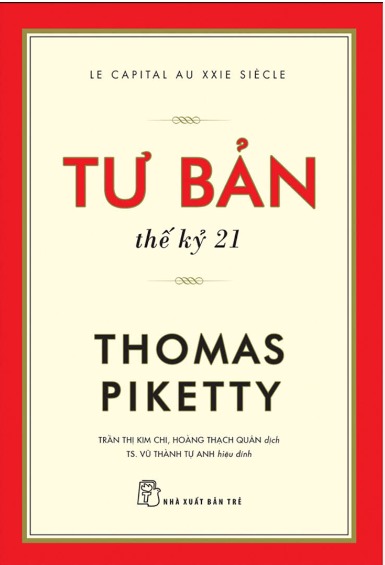 LE CAPITAL AU XXIE SIÈCLE
TƯ BẢN
thế kỷ 21
THOMAS
PIKETTY
TRẦN THỊ KIM CHI, HOÀNG THẠCH QUÂN dịch
TS. VŨ THÀNH TỰ ANH hiệu đính
NHÀ XUẤT BẢN TRẺ